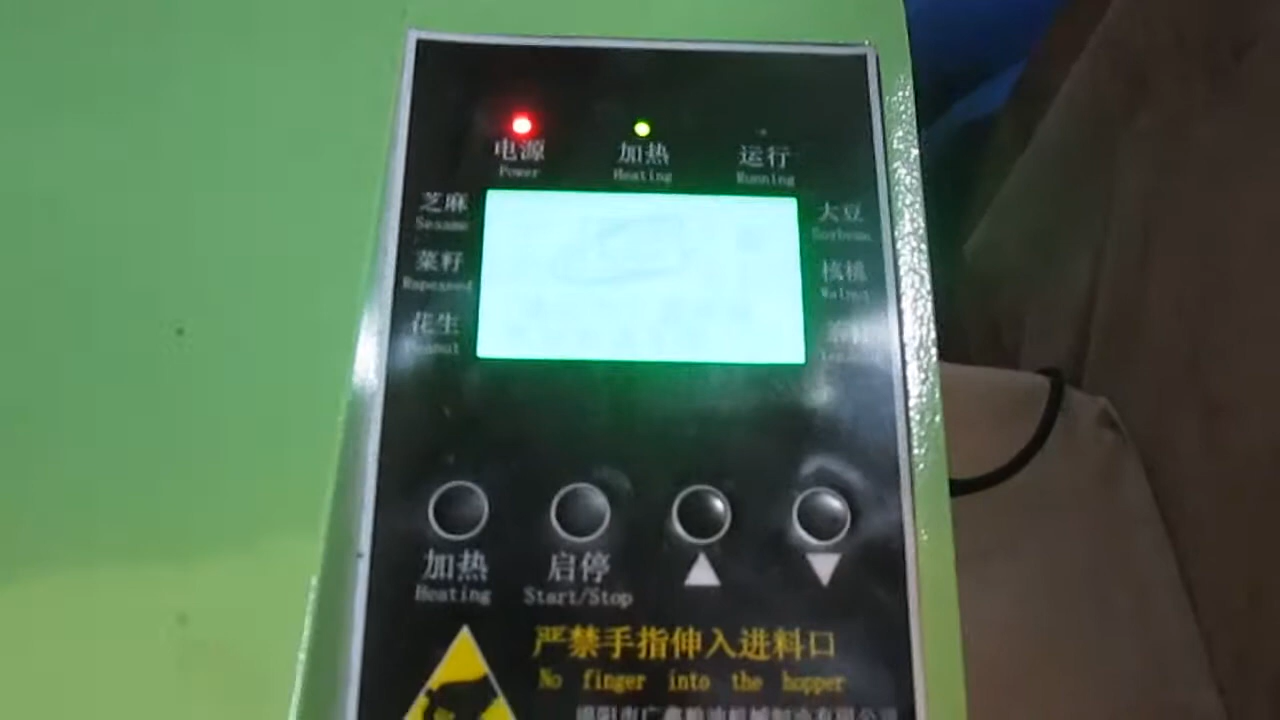 电源 加热 运行
Power Heating Running
芝麻 大豆
Sesame
菜籽 核桃
Rapeseed Walnut
花生
加热 启停
Heating Start/Stop
严禁手指伸入进料口
No finger into the hopper